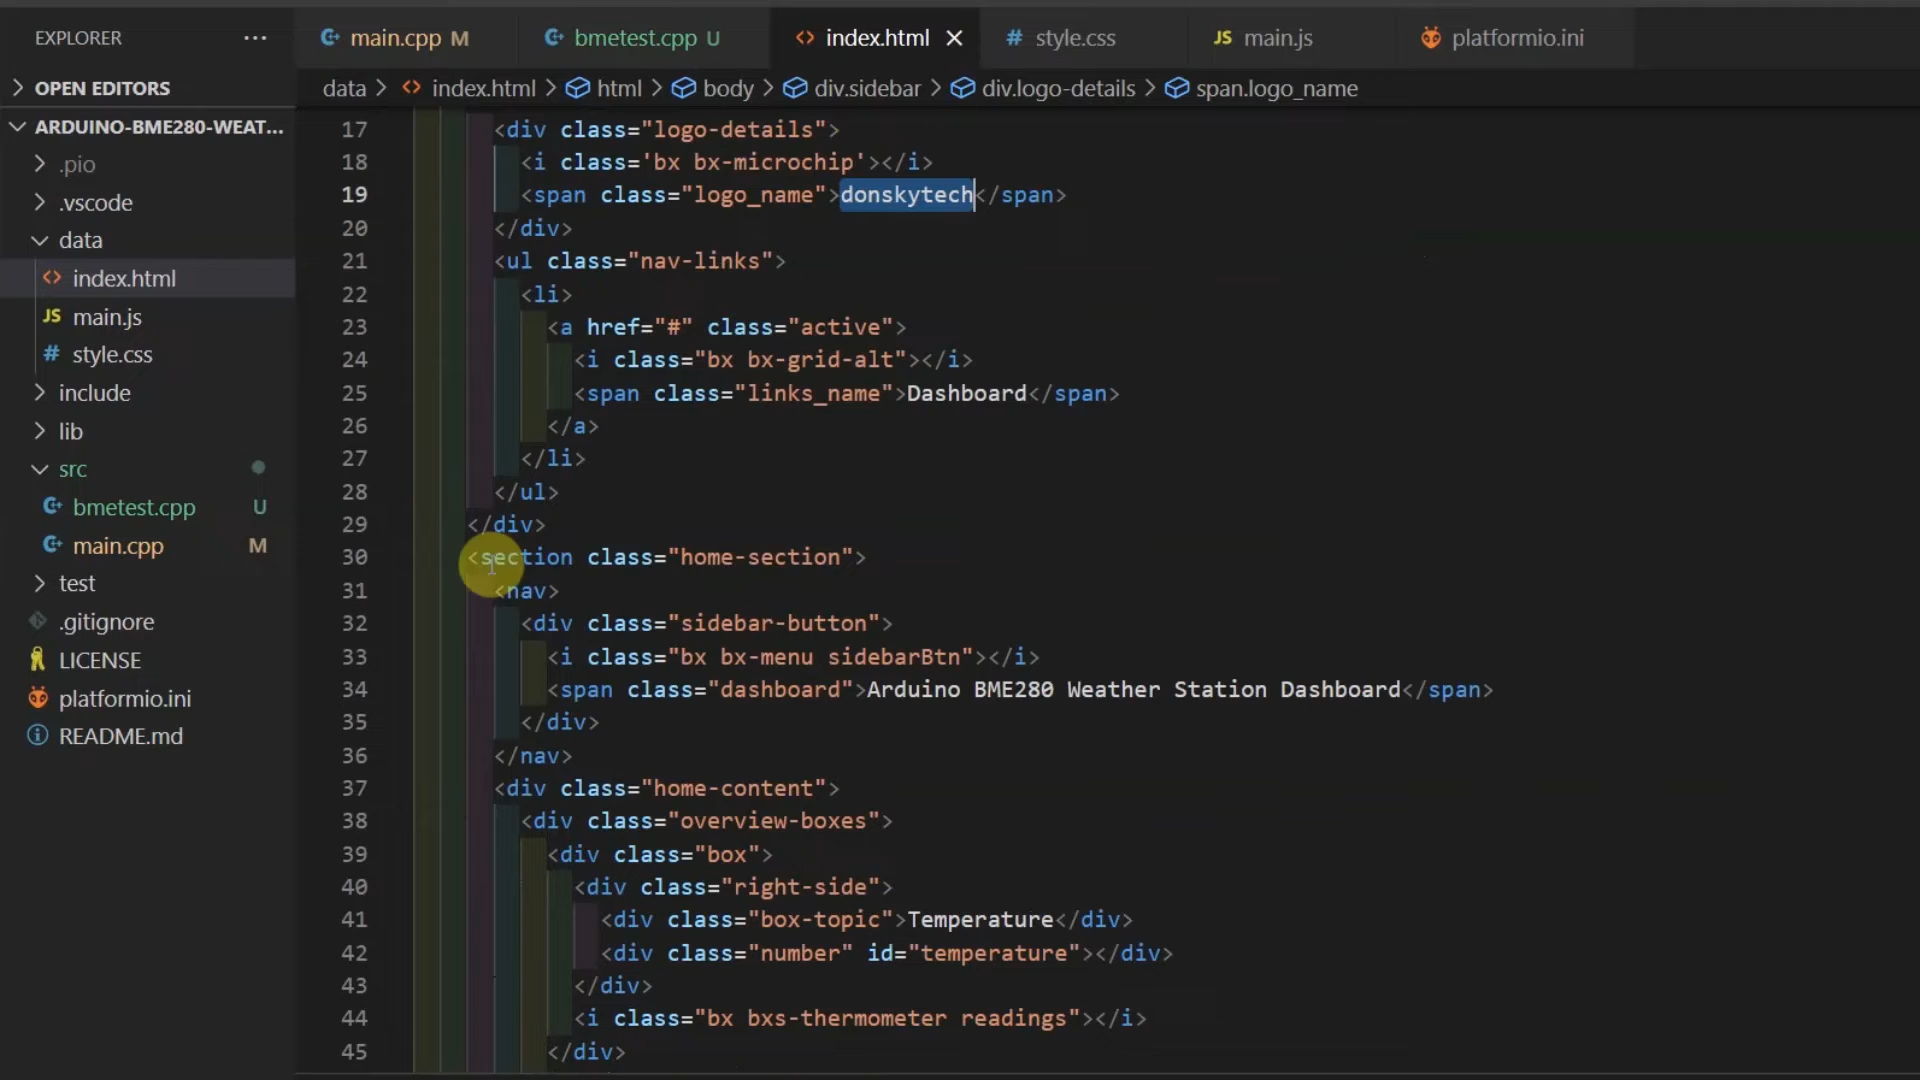 EXPLORER ···
main.cpp M
bmetest.cpp U
<> index.html ×
# style.css
JS main.js
platformio.ini
> OPEN EDITORS
data > <> index.html > html > body > div.sidebar > div.logo-details > span.logo_name
ARDUINO-BME280-WEAT...
> .pio
> .vscode
data
<> index.html
JS main.js
# style.css
> include
> lib
src
bmetest.cpp U
main.cpp M
> test
.gitignore
LICENSE
platformio.ini
README.md
17 <div class="logo-details">
18 <i class='bx bx-microchip'></i>
19 <span class="logo_name">donskytech</span>
20 </div>
21 <ul class="nav-links">
22 <li>
23 <a href="#" class="active">
24 <i class="bx bx-grid-alt"></i>
25 <span class="links_name">Dashboard</span>
26 </a>
27 </li>
28 </ul>
29 </div>
30 <section class="home-section">
31 <nav>
32 <div class="sidebar-button">
33 <i class="bx bx-menu sidebarBtn"></i>
34 <span class="dashboard">Arduino BME280 Weather Station Dashboard</span>
35 </div>
36 </nav>
37 <div class="home-content">
38 <div class="overview-boxes">
39 <div class="box">
40 <div class="right-side">
41 <div class="box-topic">Temperature</div>
42 <div class="number" id="temperature"></div>
43 </div>
44 <i class="bx bxs-thermometer readings"></i>
45 </div>